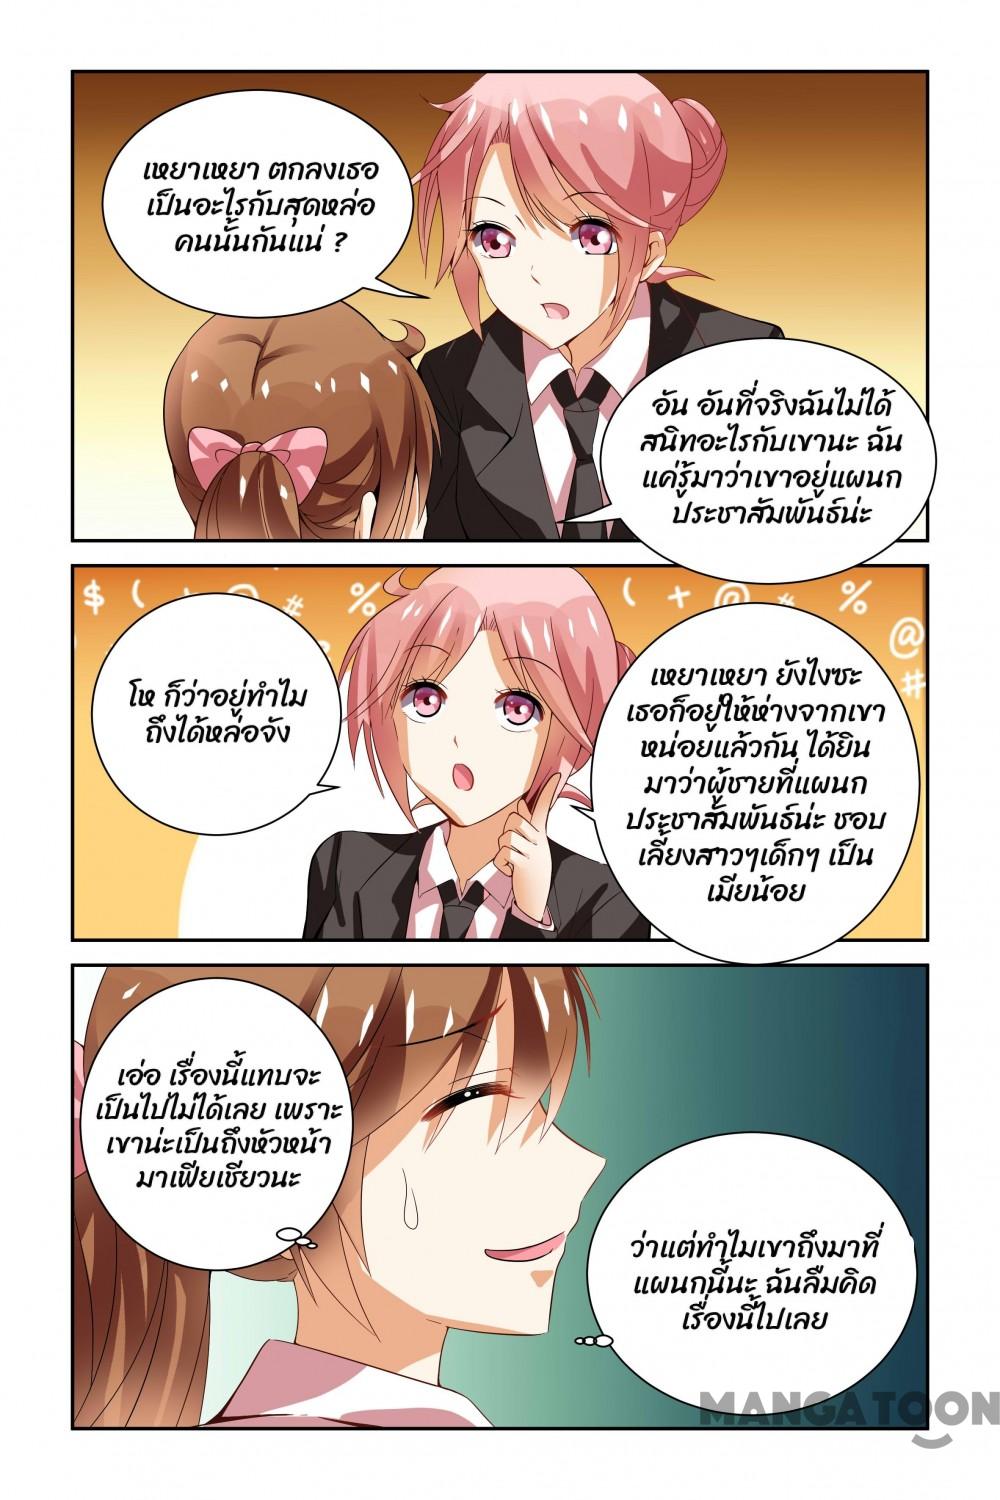 เหยาเหยา ตกลงเธอ
เป็นอะไรกับสุดหล่อ
คนนั้นกันแน่ ?
อัน อันที่จริงฉันไม่ได้
สนิทอะไรกับเขานะ ฉัน
แค่รู้มาว่าเขาอยู่แผนก
ประชาสัมพันธ์น่ะ
$ ( + @ # %
( + @ # %
@
#
โห ก็ว่าอยู่ทำไม
ถึงได้หล่อจัง
เหยาเหยา ยังไงซะ
เธอก็อยู่ให้ห่างจากเขา
หน่อยแล้วกัน ได้ยิน
มาว่าผู้ชายที่แผนก
ประชาสัมพันธ์น่ะ ชอบ
เลี้ยงสาวๆเด็กๆ เป็น
เมียน้อย
เอ่อ เรื่องนี้แทบจะ
เป็นไปไม่ได้เลย เพราะ
เขาน่ะเป็นถึงหัวหน้า
มาเฟียเชียวนะ
ว่าแต่ทำไมเขาถึงมาที่
แผนกนี้นะ ฉันลืมคิด
เรื่องนี้ไปเลย
MANGATOON